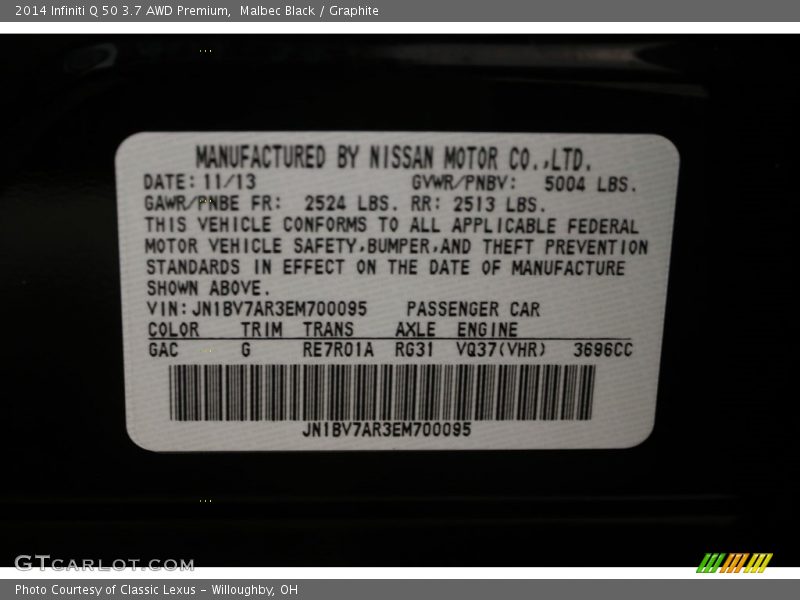 2014 Infiniti Q 50 3.7 AWD Premium,  Malbec Black / Graphite
MANUFACTURED BY NISSAN MOTOR CO.,LTD.
DATE: 11/13 GVWR/PNBV: 5004 LBS.
GAWR/PNBE FR: 2524 LBS. RR: 2513 LBS.
THIS VEHICLE CONFORMS TO ALL APPLICABLE FEDERAL
MOTOR VEHICLE SAFETY,BUMPER,AND THEFT PREVENTION
STANDARDS IN EFFECT ON THE DATE OF MANUFACTURE
SHOWN ABOVE.
VIN: JN1BV7AR3EM700095 PASSENGER CAR
COLOR TRIM TRANS AXLE ENGINE
GAC G RE7R01A RG31 VQ37(VHR) 3696CC
JN1BV7AR3EM700095
GTCARLOT.COM
Photo Courtesy of Classic Lexus - Willoughby, OH